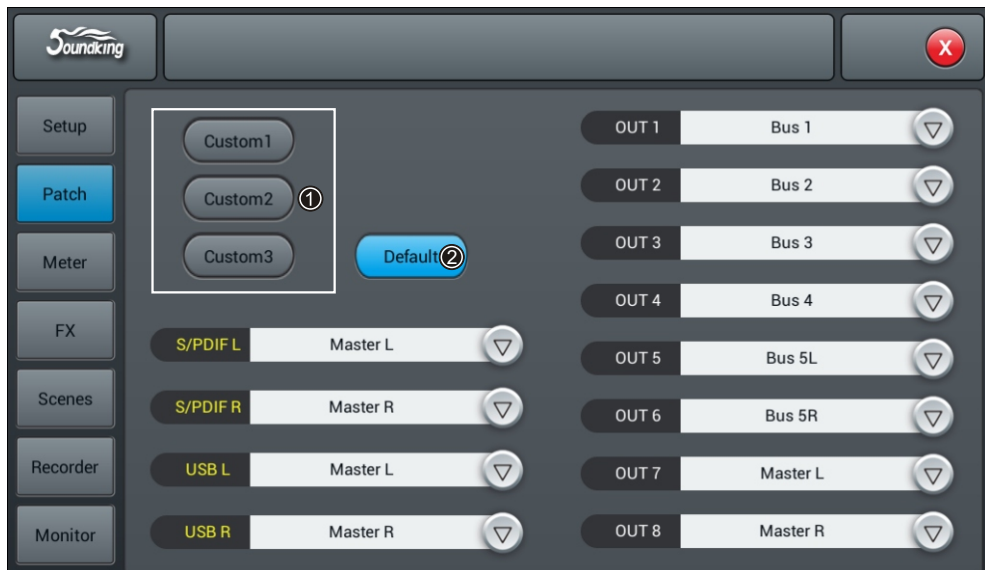 Soundking
X
Setup
Patch
Meter
FX
Scenes
Recorder
Monitor
Custom1
Custom2 ①
Custom3
Default ②
S/PDIF L Master L
S/PDIF R Master R
USB L Master L
USB R Master R
OUT 1 Bus 1
OUT 2 Bus 2
OUT 3 Bus 3
OUT 4 Bus 4
OUT 5 Bus 5L
OUT 6 Bus 5R
OUT 7 Master L
OUT 8 Master R